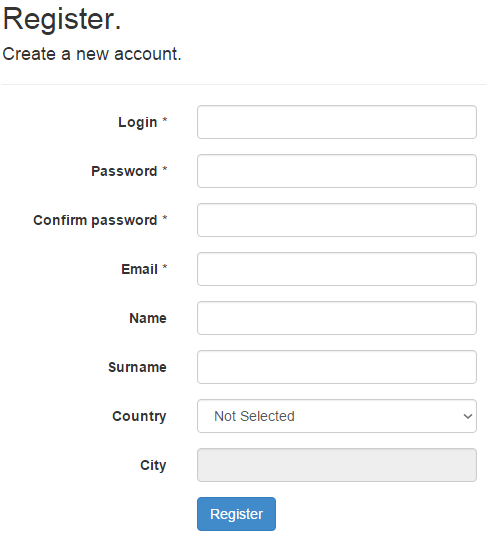 Register.
Create a new account.
Login *
Password *
Confirm password *
Email *
Name
Surname
Country Not Selected
City
Register